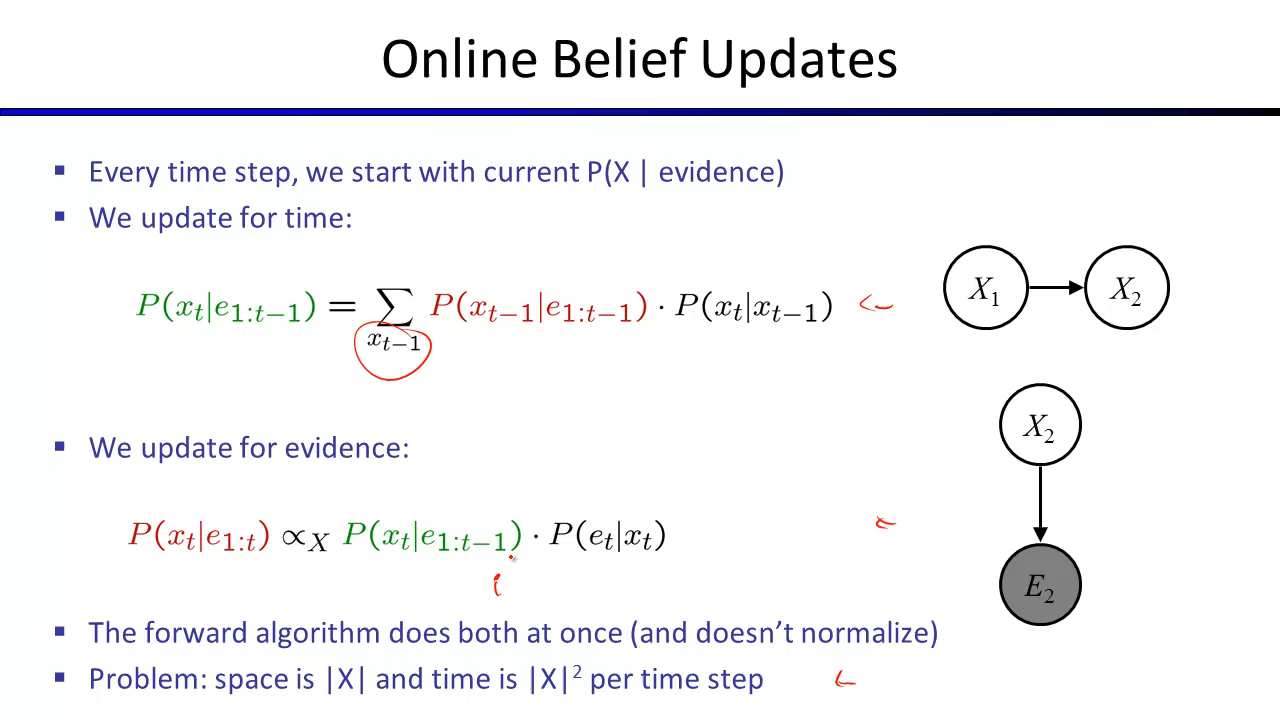 Online Belief Updates
▪ Every time step, we start with current P(X | evidence)
▪ We update for time:
P(x_t|e_{1:t−1}) = ∑_{x_{t−1}} P(x_{t−1}|e_{1:t−1}) · P(x_t|x_{t−1})
X_1 X_2
X_2
▪ We update for evidence:
P(x_t|e_{1:t}) ∝_X P(x_t|e_{1:t−1}) · P(e_t|x_t)
E_2
▪ The forward algorithm does both at once (and doesn’t normalize)
▪ Problem: space is |X| and time is |X|² per time step